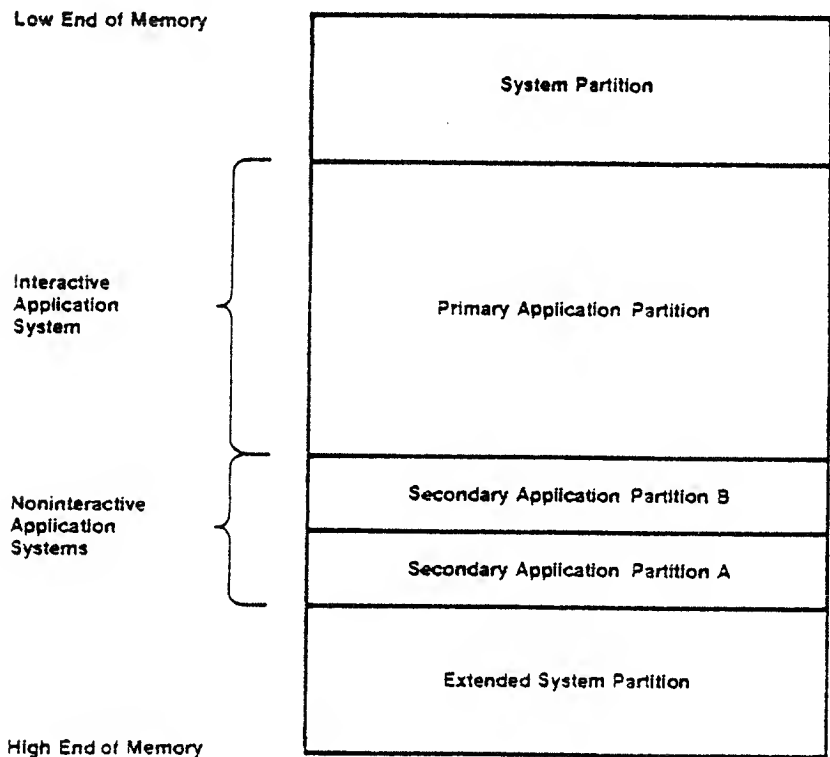 Low End of Memory
System Partition
Interactive
Application
System
Primary Application Partition
Secondary Application Partition B
Noninteractive
Application
Systems
Secondary Application Partition A
Extended System Partition
High End of Memory